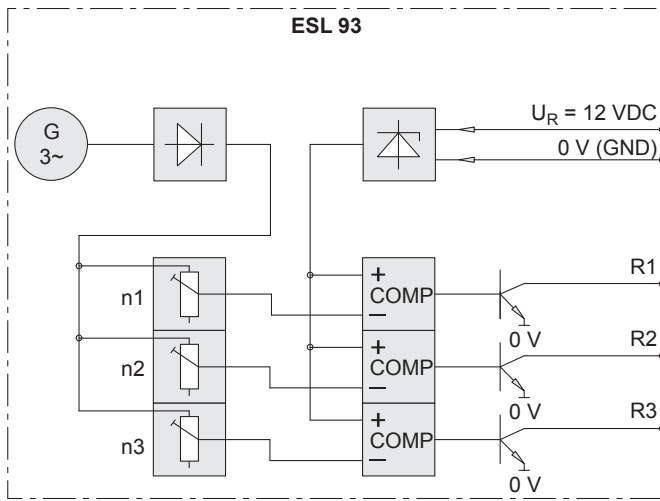 ESL 93
G
3~
U_R = 12 VDC
0 V (GND)
n1
+
COMP
−
R1
0 V
n2
+
COMP
−
R2
0 V
n3
+
COMP
−
R3
0 V